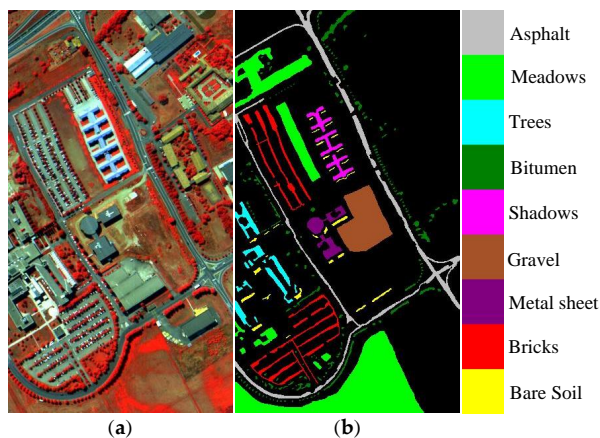 Asphalt
Meadows
Trees
Bitumen
Shadows
Gravel
Metal sheet
Bricks
Bare Soil
(a) (b)